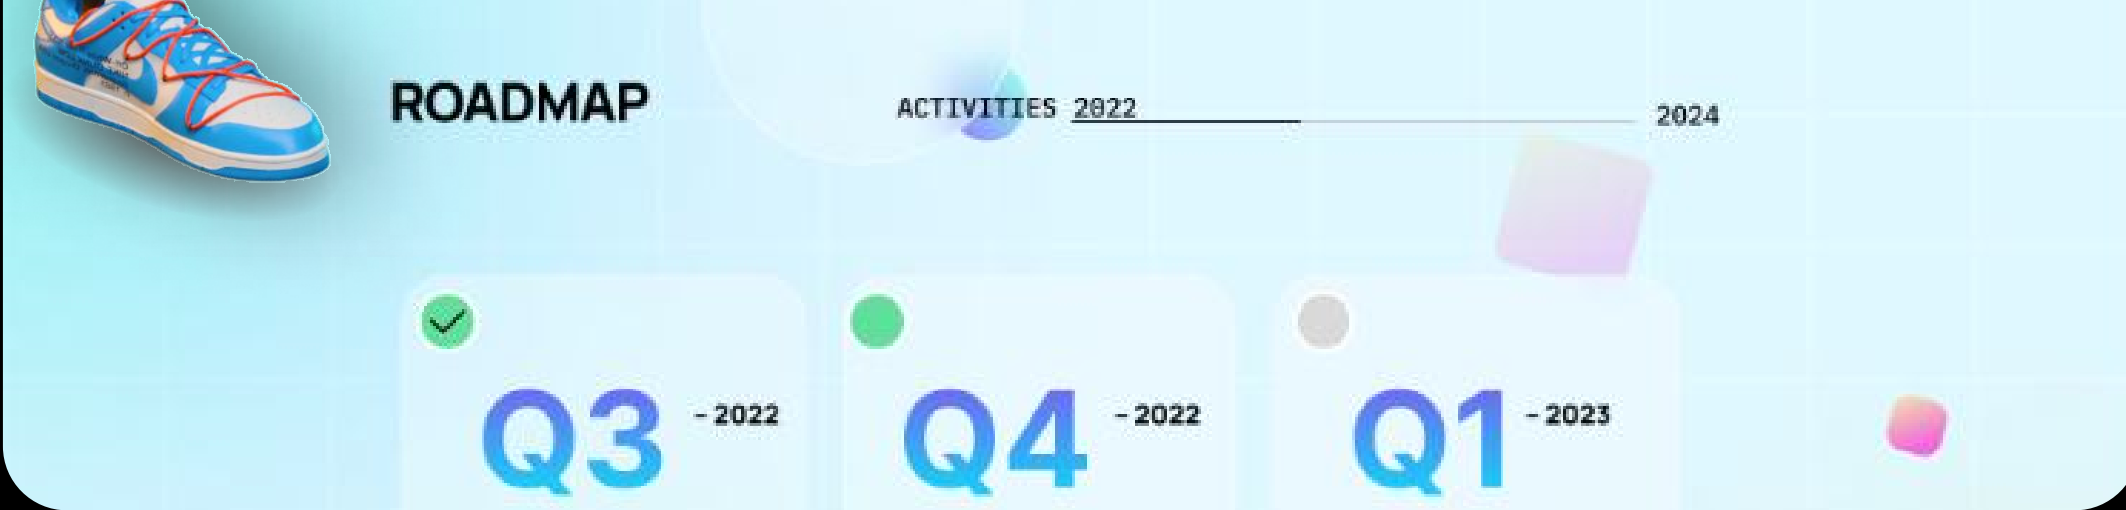 ROADMAP
ACTIVITIES 2022
2024
Q3 - 2022
Q4 - 2022
Q1 - 2023